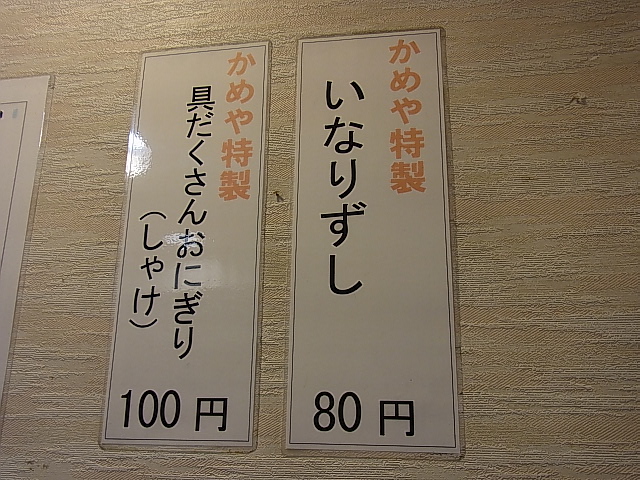 かめや特製
いなりずし
80円
かめや特製
具だくさんおにぎり
(しゃけ)
100円